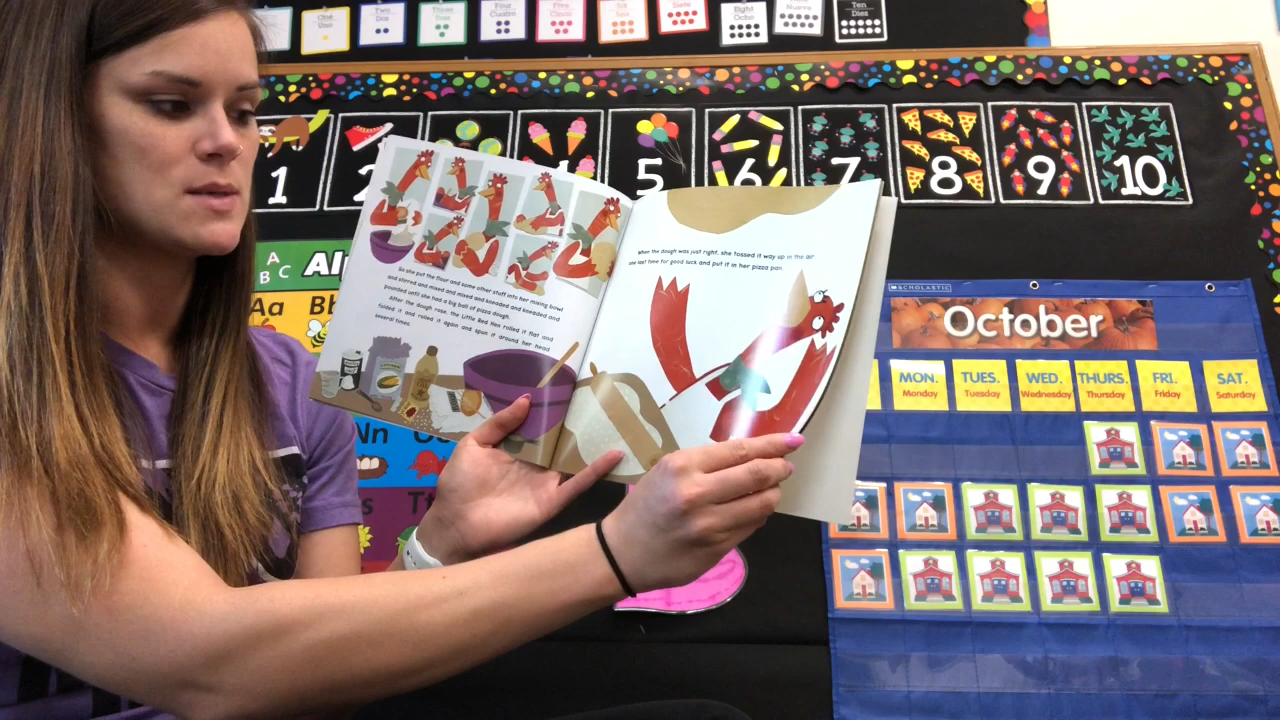 One
Uno
Two
Dos
Three
Tres
Four
Cuatro
Five
Cinco
Six
Seis
Siete
Eight
Ocho
Nueve
Ten
Diez
1
2
4
5
6
7
8
9
10
A
B C
Al
Aa Bb
Nn
Tt
So she put the flour and some other stuff into her mixing bowl
and stirred and mixed and mixed and kneaded and kneaded and
pounded until she had a big ball of pizza dough.
After the dough rose, the Little Red Hen rolled it flat and
folded it and rolled it again and spun it around her head
several times.
When the dough was just right, she tossed it way up in the air
one last time for good luck and put it in her pizza pan.
SCHOLASTIC
October
MON. TUES. WED. THURS. FRI. SAT.
Monday Tuesday Wednesday Thursday Friday Saturday